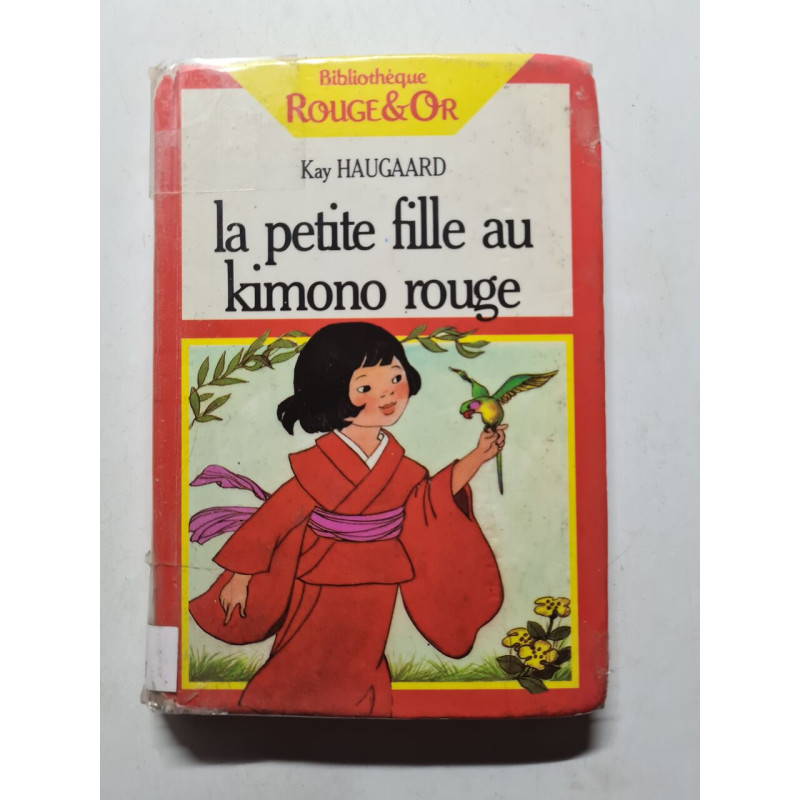 Bibliothèque
ROUGE&OR
Kay HAUGAARD
la petite fille au
kimono rouge